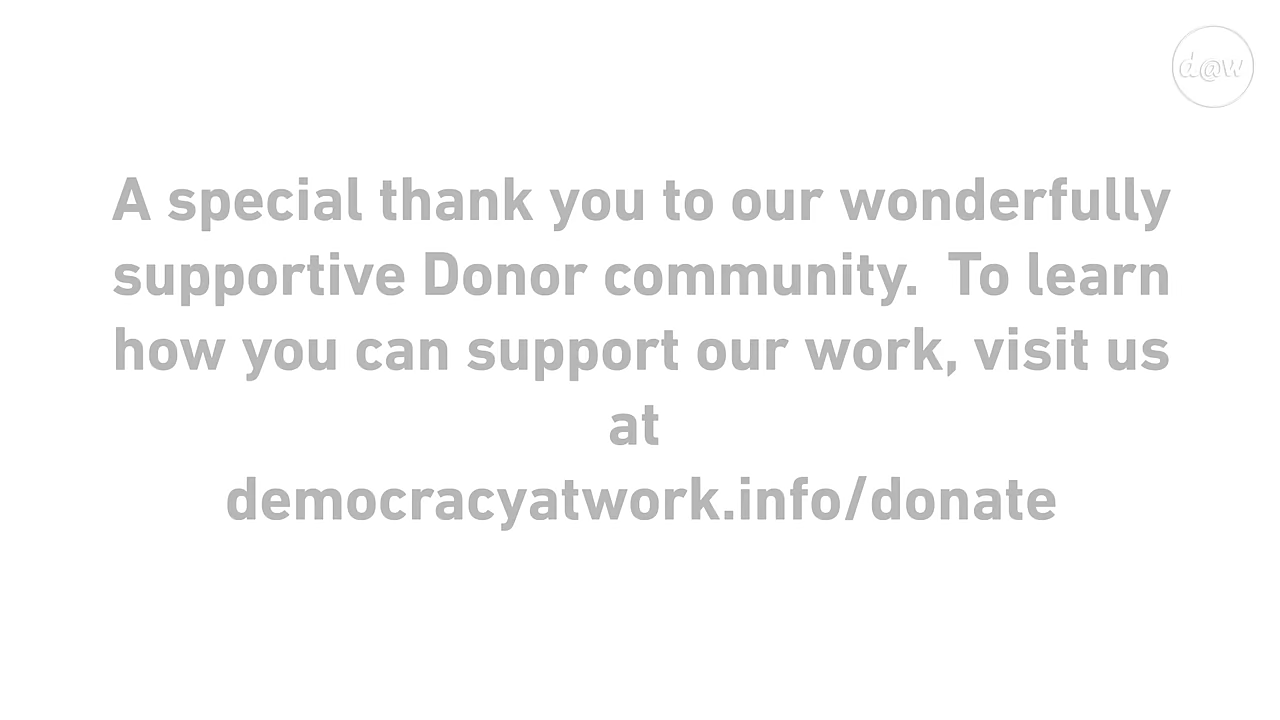 d@w
A special thank you to our wonderfully
supportive Donor community.  To learn
how you can support our work, visit us
at
democracyatwork.info/donate